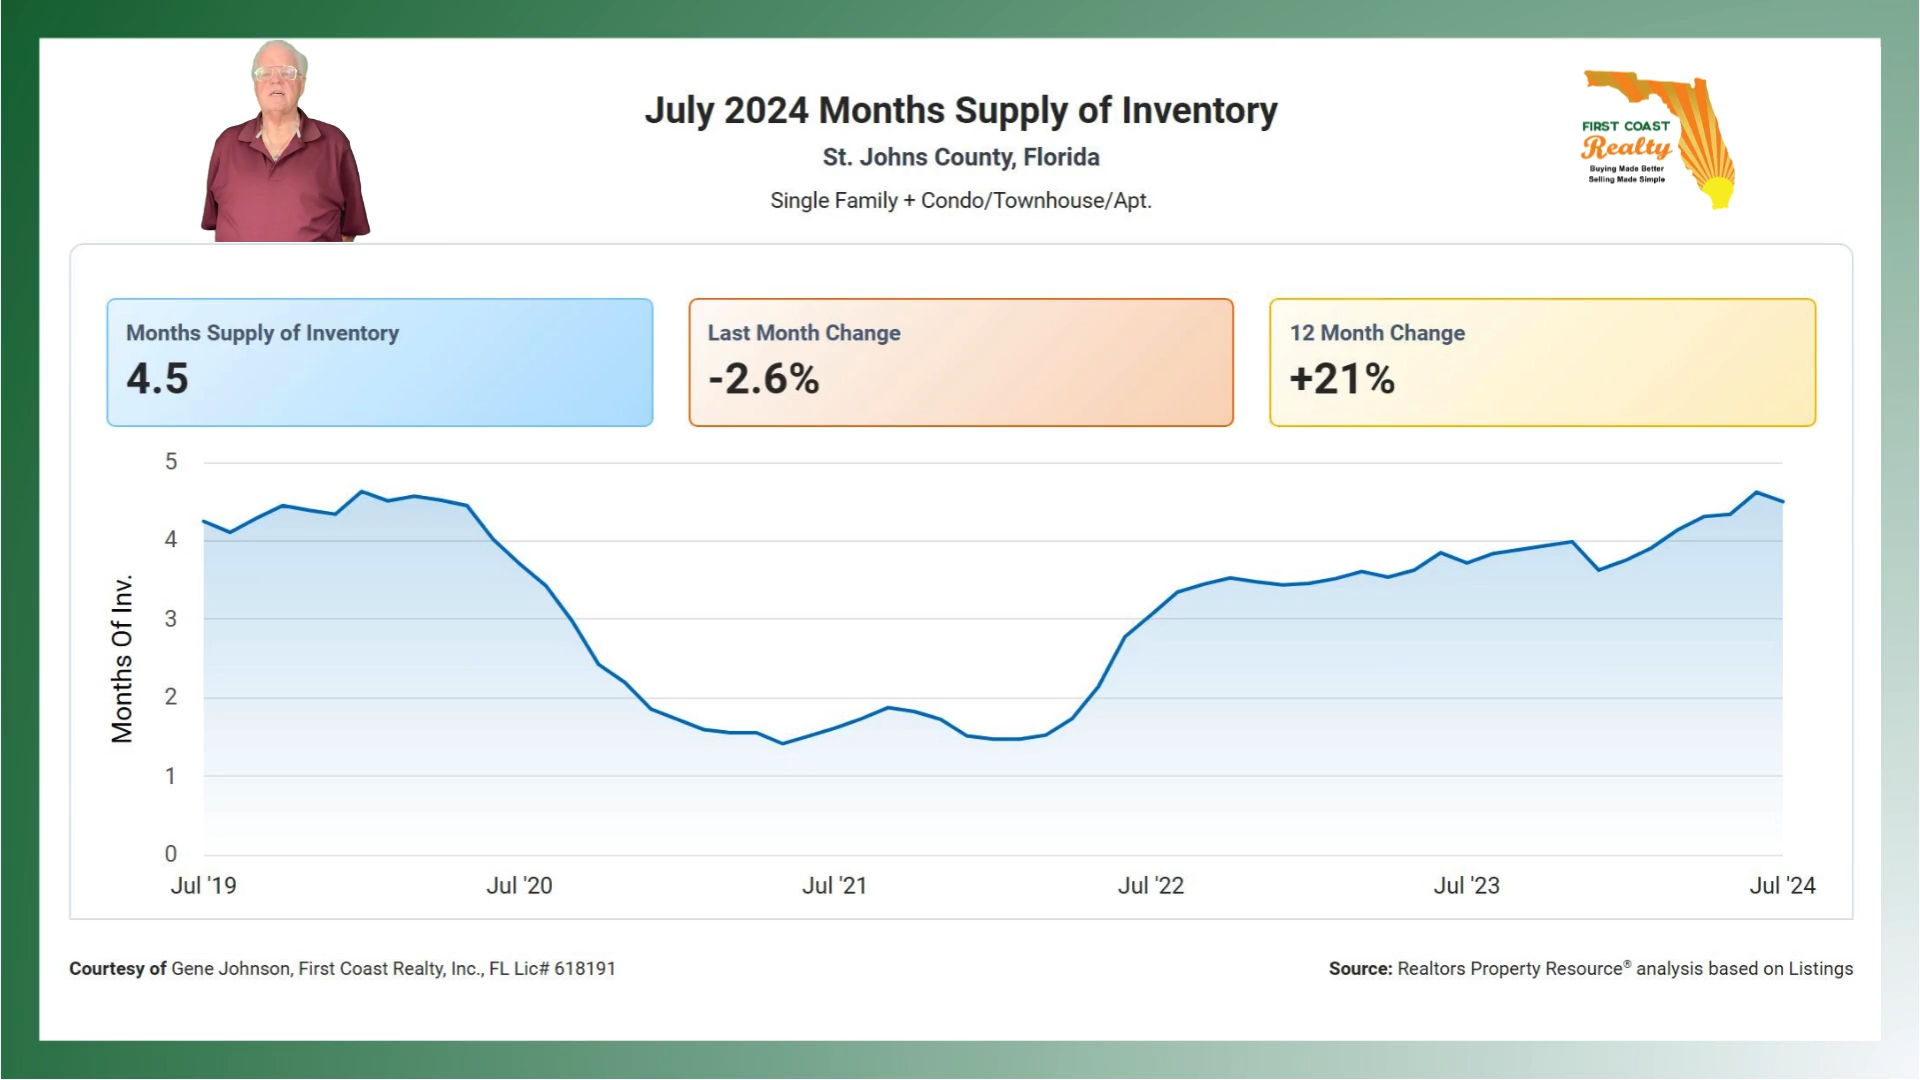 July 2024 Months Supply of Inventory
St. Johns County, Florida
Single Family + Condo/Townhouse/Apt.
FIRST COAST
Realty
Buying Made Better
Selling Made Simple
Months Supply of Inventory
4.5
Last Month Change
-2.6%
12 Month Change
+21%
Months Of Inv.
5
4
3
2
1
0
Jul '19
Jul '20
Jul '21
Jul '22
Jul '23
Jul '24
Courtesy of Gene Johnson, First Coast Realty, Inc., FL Lic# 618191
Source: Realtors Property Resource® analysis based on Listings